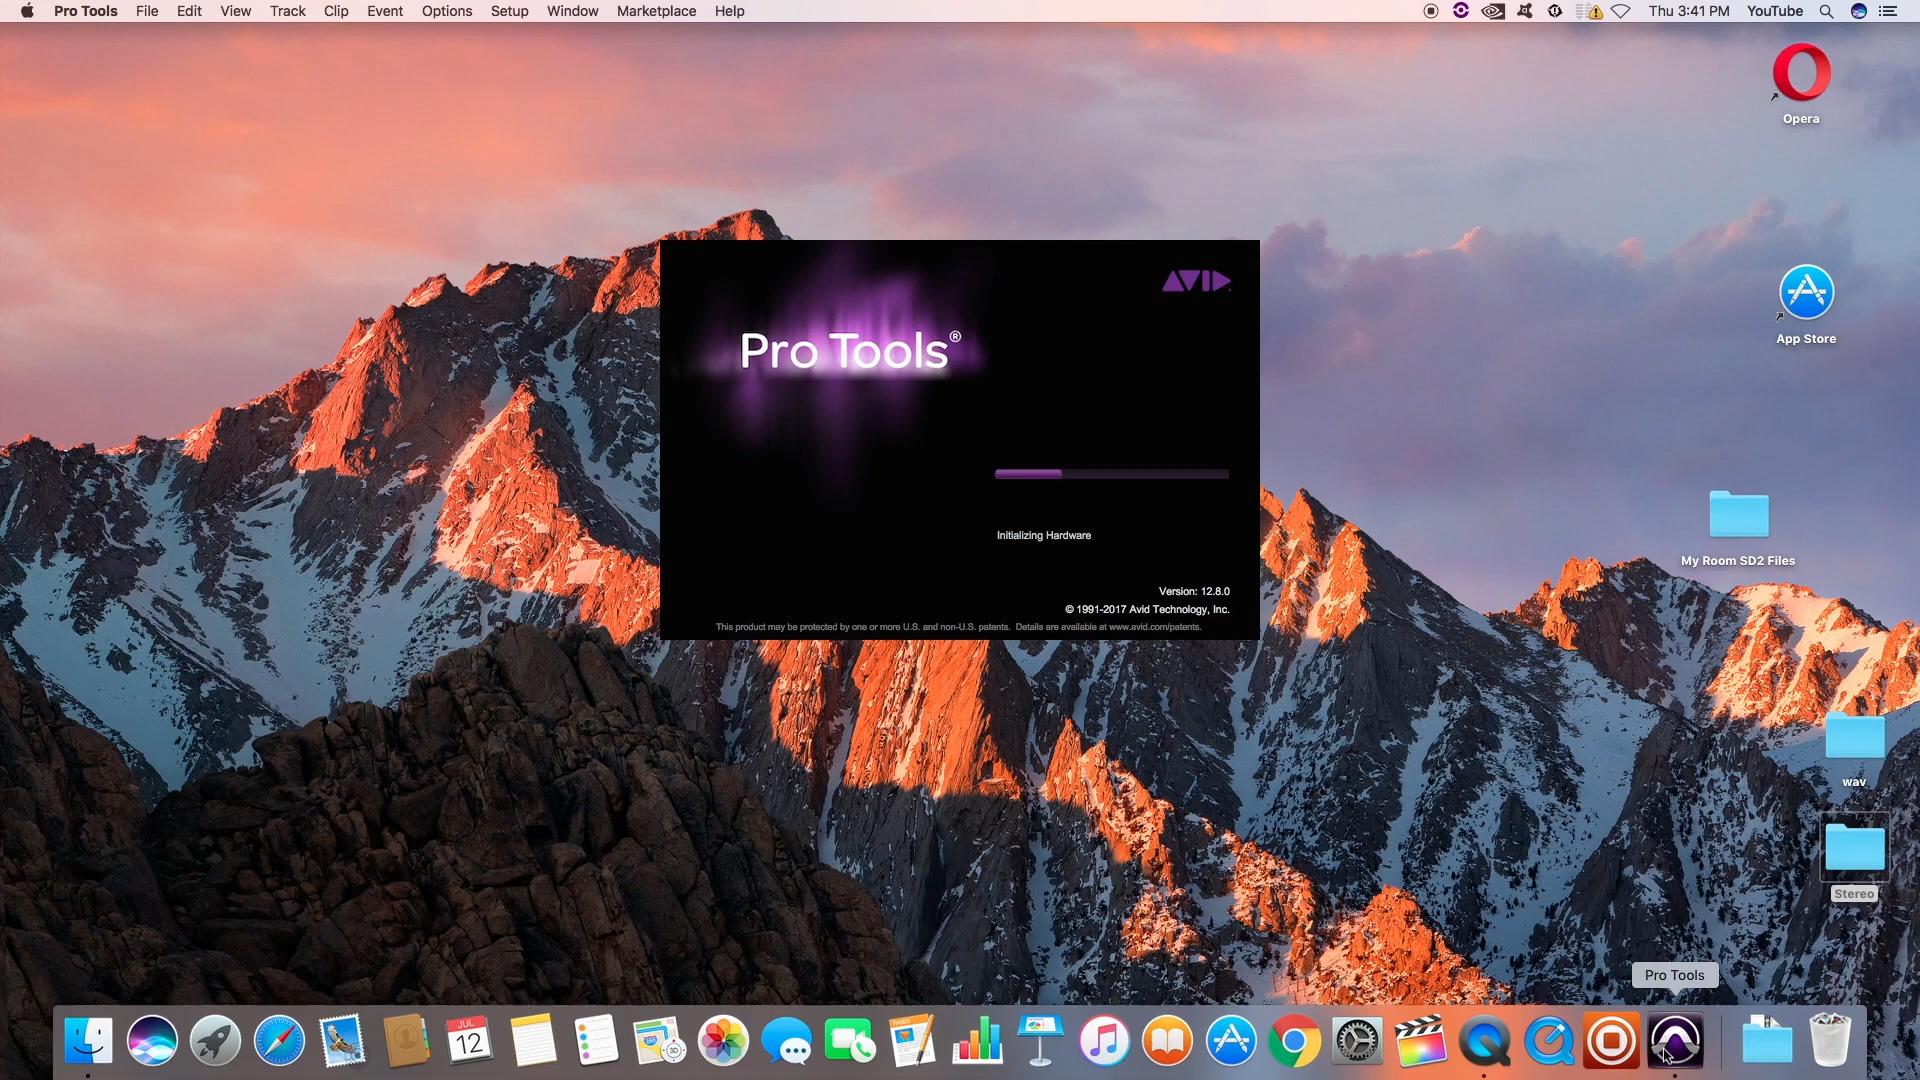 Pro Tools File Edit View Track Clip Event Options Setup Window Marketplace Help Thu 3:41 PM YouTube
Opera
AVID
Pro Tools®
App Store
Initializing Hardware
My Room SD2 Files
Version: 12.8.0
© 1991-2017 Avid Technology, Inc.
This product may be protected by one or more U.S. and non-U.S. patents. Details are available at www.avid.com/patents.
wav
Stereo
Pro Tools
JUL
12
3D
PAGES